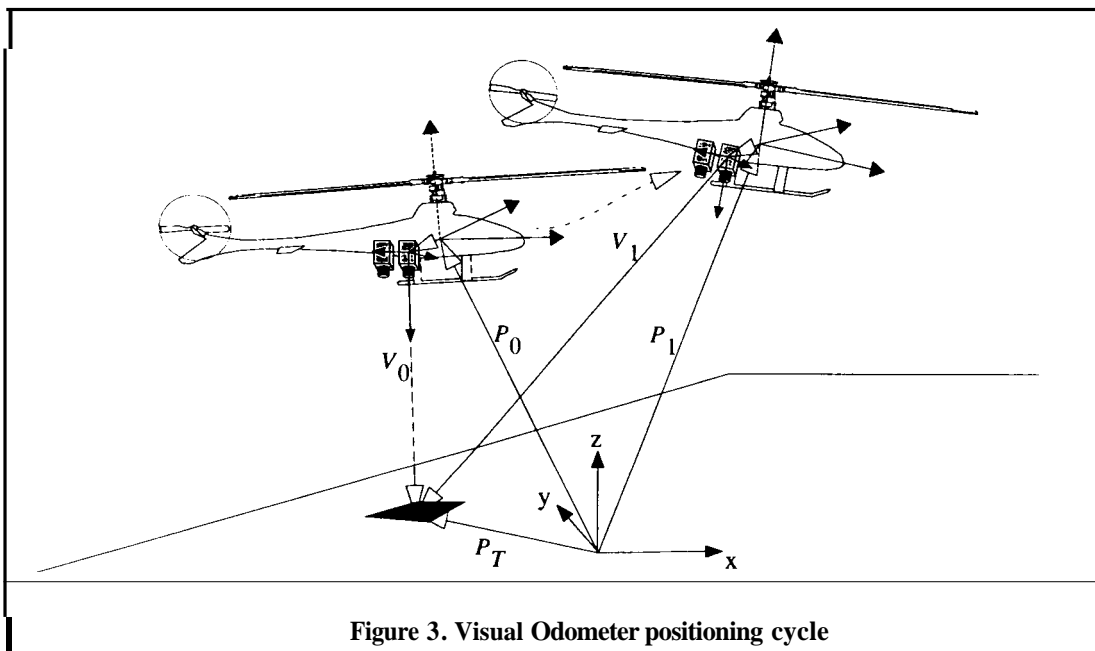 V1
V0
P0
P1
z
y
x
PT
Figure 3. Visual Odometer positioning cycle